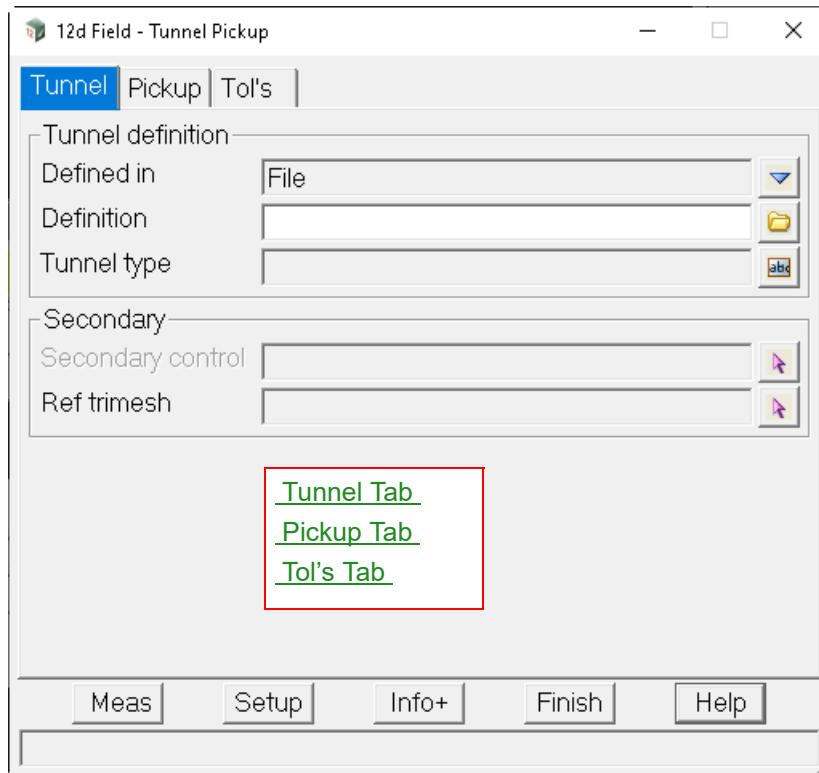 12d Field - Tunnel Pickup
Tunnel Pickup Tol's
Tunnel definition
Defined in File
Definition
Tunnel type abc
Secondary
Secondary control
Ref trimesh
Tunnel Tab
Pickup Tab
Tol’s Tab
Meas Setup Info+ Finish Help